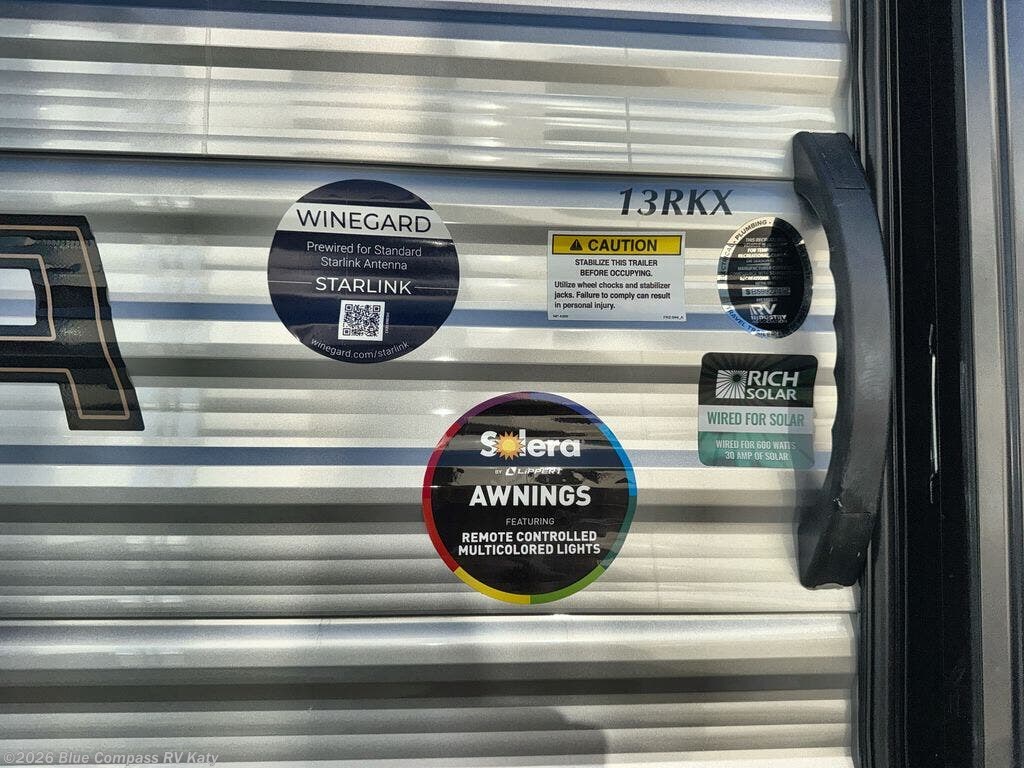 13RKX
WINEGARD
Prewired for Standard
Starlink Antenna
STARLINK
winegard.com/starlink
CAUTION
STABILIZE THIS TRAILER
BEFORE OCCUPYING.
Utilize wheel chocks and stabilizer
jacks. Failure to comply can result
in personal injury.
PLUMBING
RV
INDUSTRY
RICH
SOLAR
WIRED FOR SOLAR
WIRED FOR 600 WATTS
30 AMP OF SOLAR
Solera
BY LIPPERT
AWNINGS
FEATURING
REMOTE CONTROLLED
MULTICOLORED LIGHTS
©2026 Blue Compass RV Katy